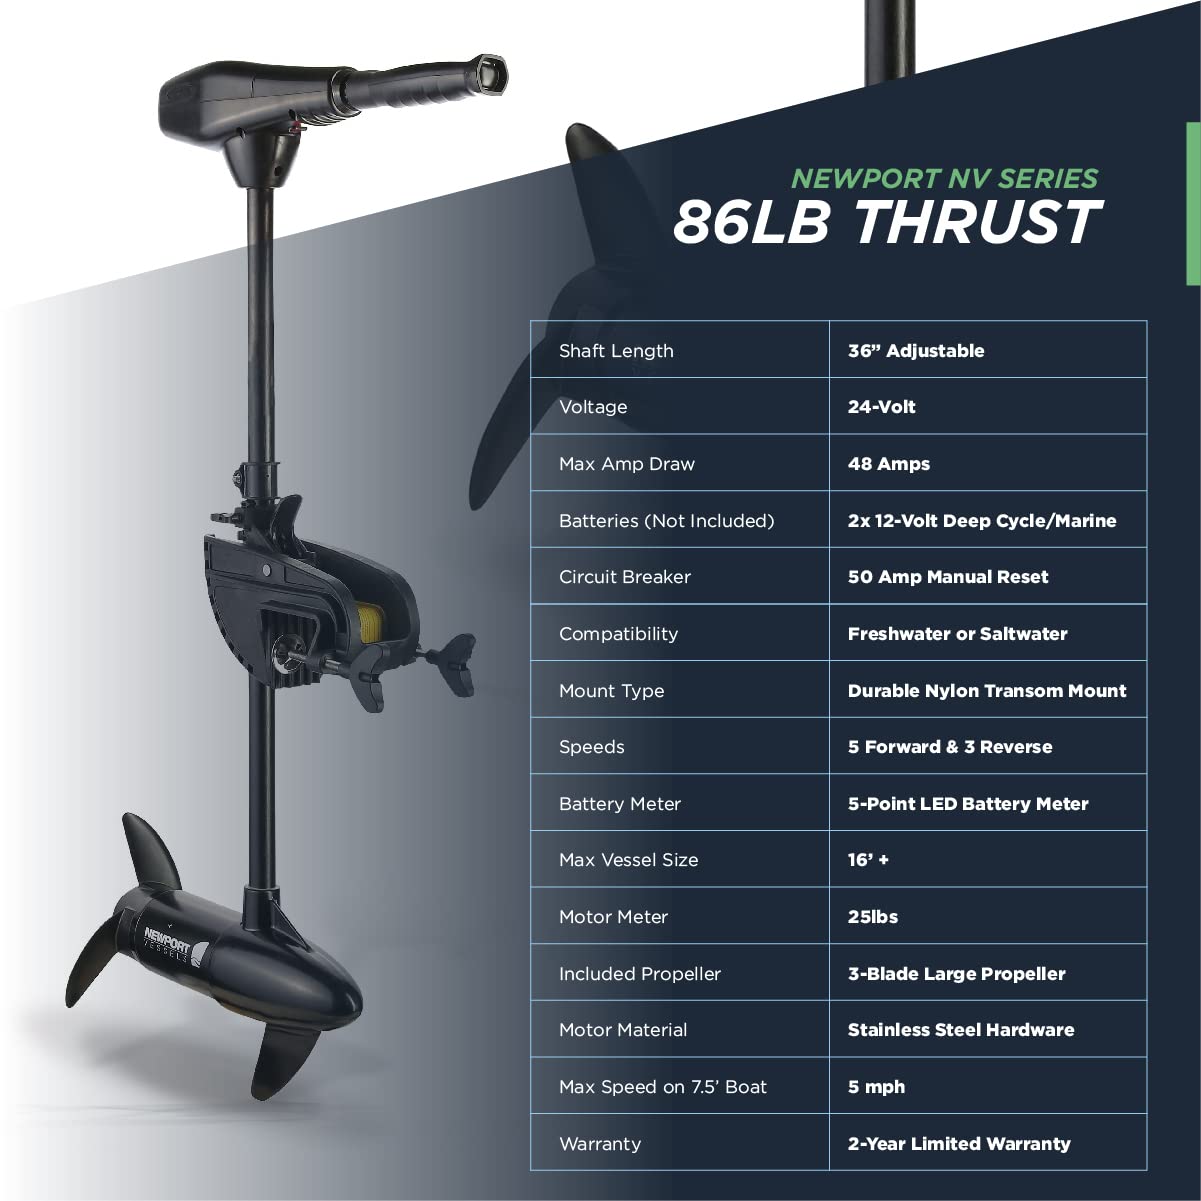 NEWPORT NV SERIES
86LB THRUST
Shaft Length 36” Adjustable
Voltage 24-Volt
Max Amp Draw 48 Amps
Batteries (Not Included) 2x 12-Volt Deep Cycle/Marine
Circuit Breaker 50 Amp Manual Reset
Compatibility Freshwater or Saltwater
Mount Type Durable Nylon Transom Mount
Speeds 5 Forward & 3 Reverse
Battery Meter 5-Point LED Battery Meter
Max Vessel Size 16’ +
Motor Meter 25lbs
Included Propeller 3-Blade Large Propeller
Motor Material Stainless Steel Hardware
Max Speed on 7.5’ Boat 5 mph
Warranty 2-Year Limited Warranty
NEWPORT
VESSELS